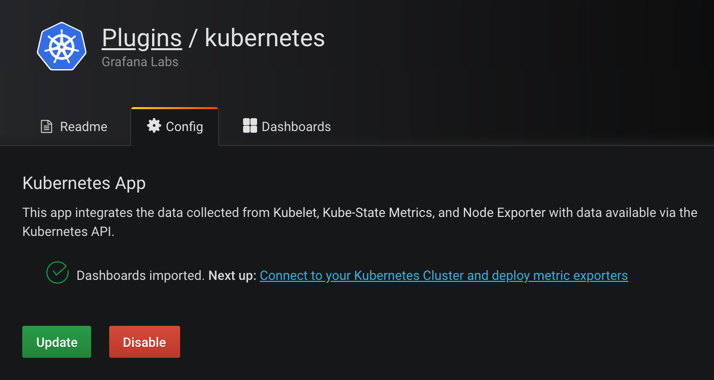 Plugins / kubernetes
Grafana Labs
Readme
Config
Dashboards
Kubernetes App
This app integrates the data collected from Kubelet, Kube-State Metrics, and Node Exporter with data available via the
Kubernetes API.
Dashboards imported. Next up: Connect to your Kubernetes Cluster and deploy metric exporters
Update
Disable